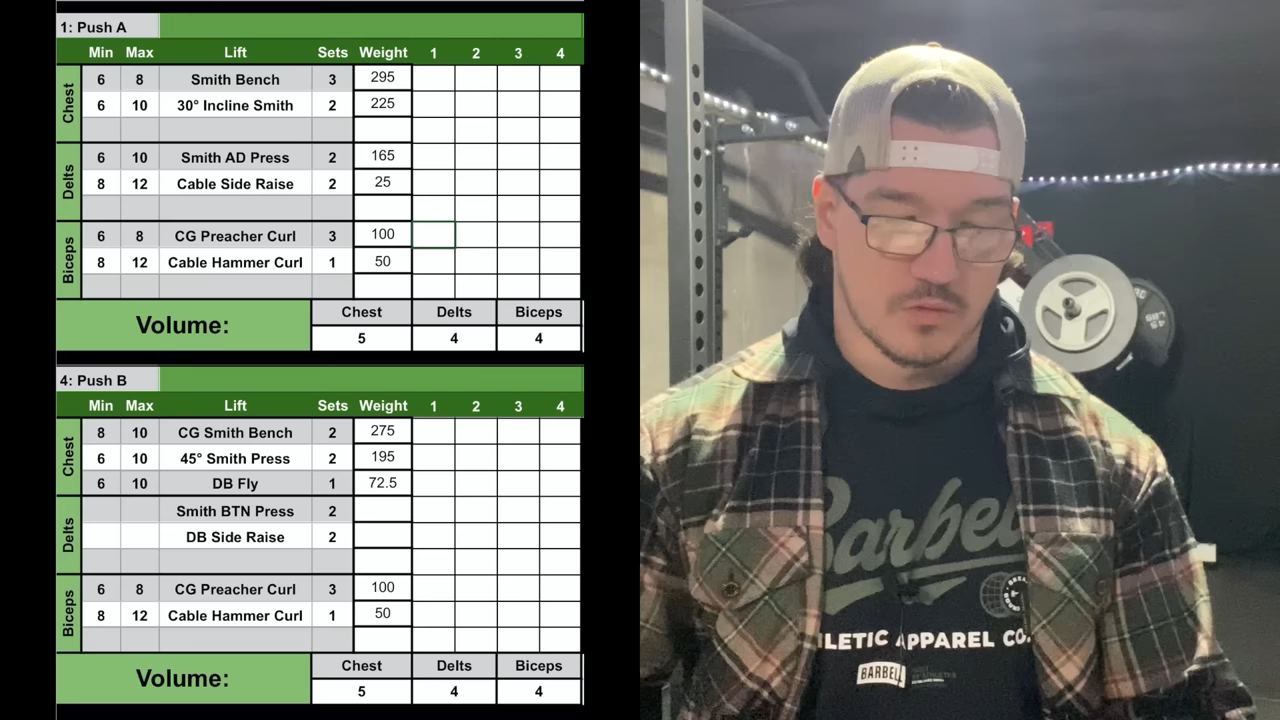 1: Push A
Min Max Lift Sets Weight 1 2 3 4
Chest
6 8 Smith Bench 3 295
6 10 30° Incline Smith 2 225
Delts
6 10 Smith AD Press 2 165
8 12 Cable Side Raise 2 25
Biceps
6 8 CG Preacher Curl 3 100
8 12 Cable Hammer Curl 1 50
Volume:
Chest Delts Biceps
5 4 4
4: Push B
Min Max Lift Sets Weight 1 2 3 4
Chest
8 10 CG Smith Bench 2 275
6 10 45° Smith Press 2 195
6 10 DB Fly 1 72.5
Delts
Smith BTN Press 2
DB Side Raise 2
Biceps
6 8 CG Preacher Curl 3 100
8 12 Cable Hammer Curl 1 50
Volume:
Chest Delts Biceps
5 4 4
Barbel
LETIC APPAREL CO.
BARBELL
45
LBS